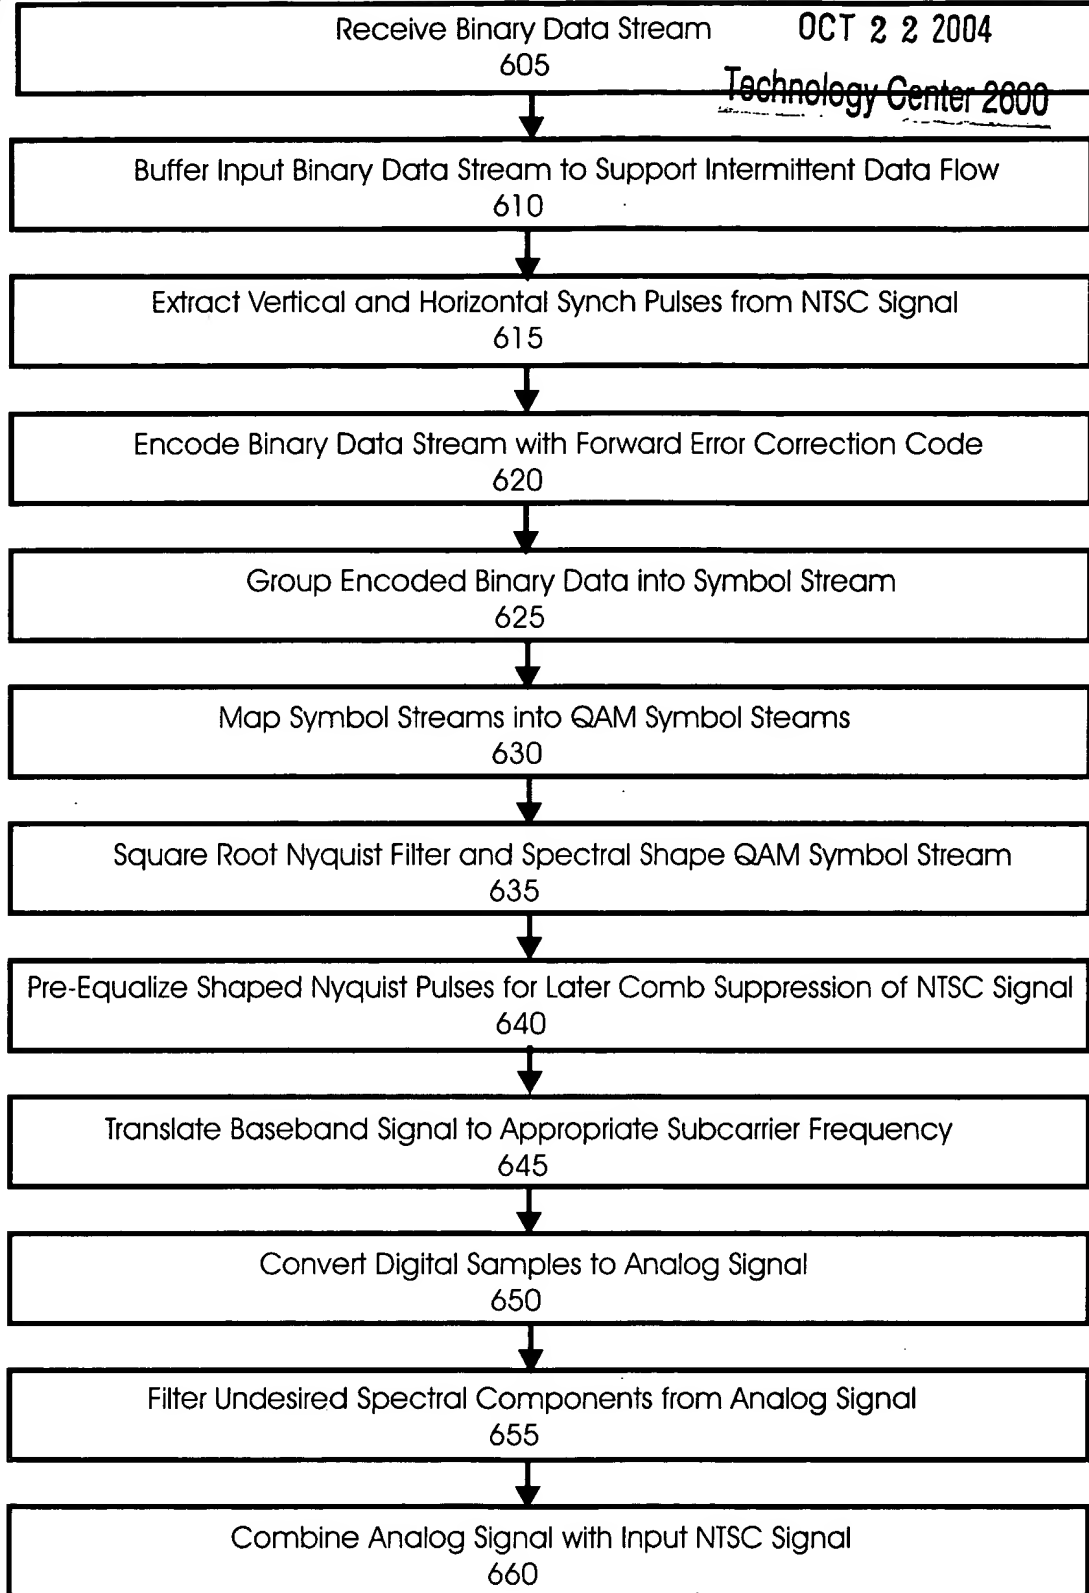 Receive Binary Data Stream
605
OCT 2 2 2004
Technology Center 2600
Buffer Input Binary Data Stream to Support Intermittent Data Flow
610
Extract Vertical and Horizontal Synch Pulses from NTSC Signal
615
Encode Binary Data Stream with Forward Error Correction Code
620
Group Encoded Binary Data into Symbol Stream
625
Map Symbol Streams into QAM Symbol Steams
630
Square Root Nyquist Filter and Spectral Shape QAM Symbol Stream
635
Pre-Equalize Shaped Nyquist Pulses for Later Comb Suppression of NTSC Signal
640
Translate Baseband Signal to Appropriate Subcarrier Frequency
645
Convert Digital Samples to Analog Signal
650
Filter Undesired Spectral Components from Analog Signal
655
Combine Analog Signal with Input NTSC Signal
660